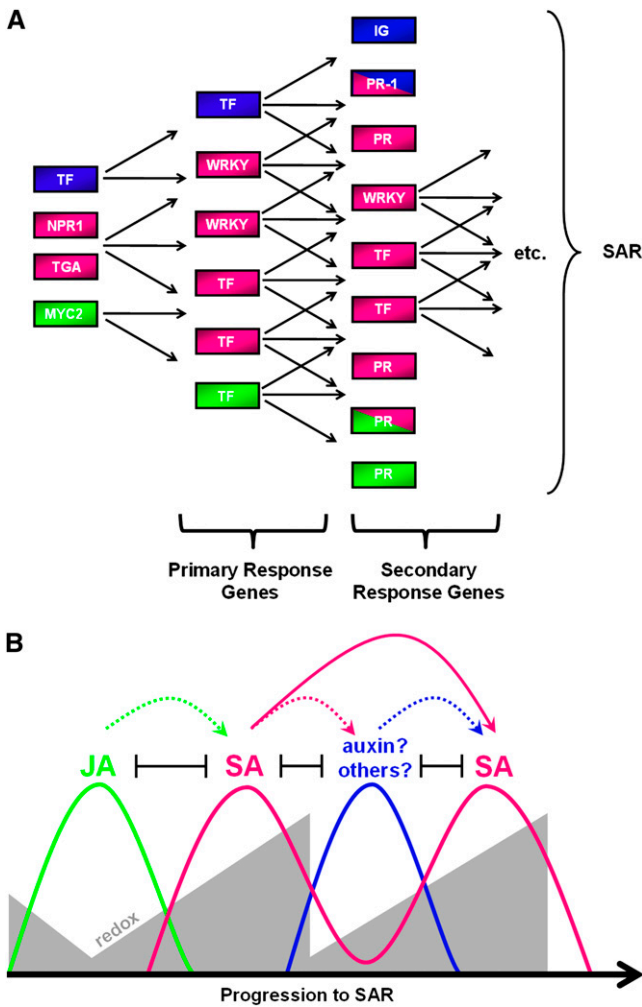 A
IG
PR-1
TF
PR
WRKY
WRKY
TF
NPR1
WRKY
TF
etc.
SAR
TGA
TF
TF
MYC2
TF
PR
TF
PR
PR
Primary Response
Genes
Secondary
Response Genes
B
JA
SA
auxin?
others?
SA
redox
Progression to SAR